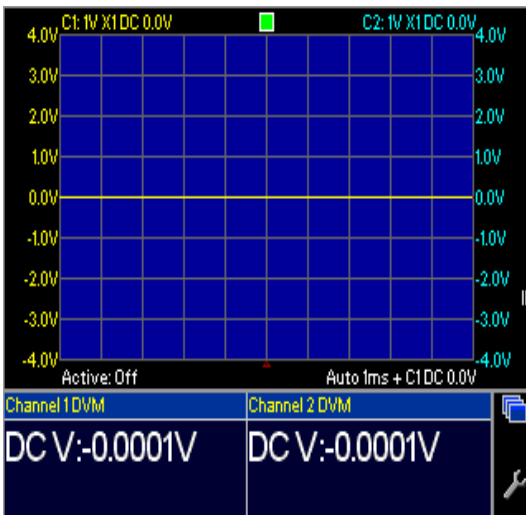 C1: 1V X1 DC 0.0V C2: 1V X1 DC 0.0V
4.0V 4.0V
3.0V 3.0V
2.0V 2.0V
1.0V 1.0V
0.0V 0.0V
-1.0V -1.0V
-2.0V -2.0V
-3.0V -3.0V
-4.0V -4.0V
Active: Off Auto 1ms + C1 DC 0.0V
Channel 1 DVM Channel 2 DVM
DC V:-0.0001V DC V:-0.0001V